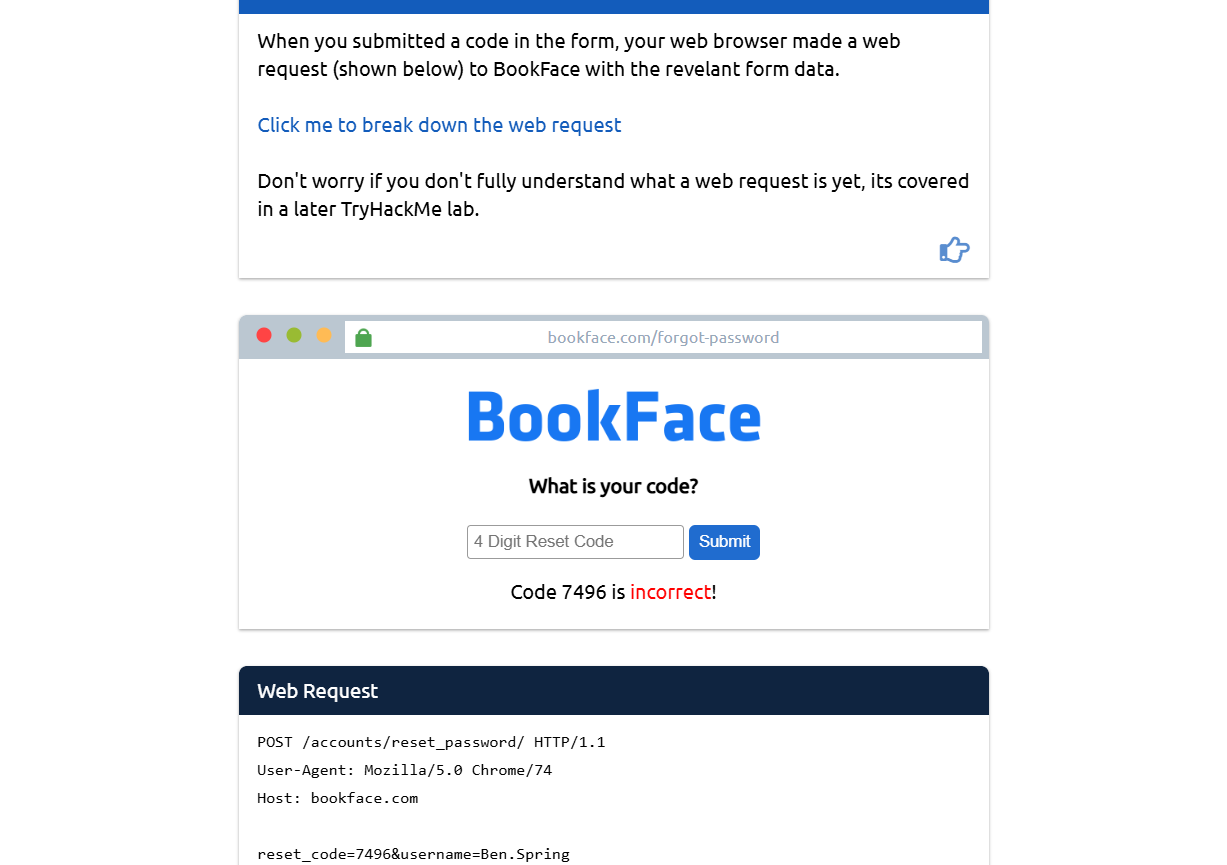 When you submitted a code in the form, your web browser made a web
request (shown below) to BookFace with the revelant form data.
Click me to break down the web request
Don't worry if you don't fully understand what a web request is yet, its covered
in a later TryHackMe lab.
bookface.com/forgot-password
BookFace
What is your code?
4 Digit Reset Code Submit
Code 7496 is incorrect!
Web Request
POST /accounts/reset_password/ HTTP/1.1
User-Agent: Mozilla/5.0 Chrome/74
Host: bookface.com
reset_code=7496&username=Ben.Spring